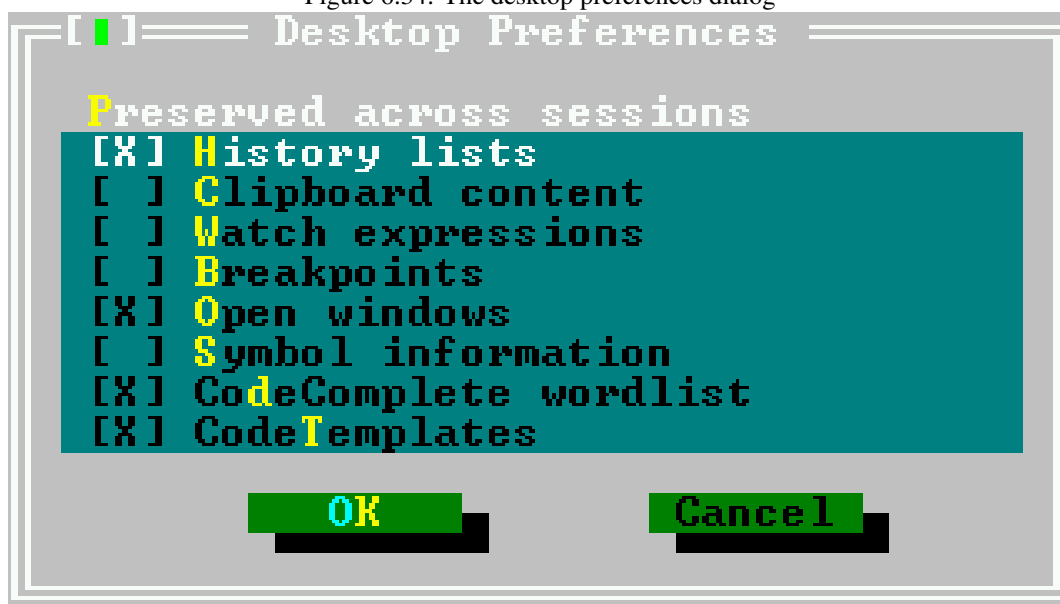 Figure 6.34: The desktop preferences dialog
[▮] Desktop Preferences
Preserved across sessions
[X] History lists
[ ] Clipboard content
[ ] Watch expressions
[ ] Breakpoints
[X] Open windows
[ ] Symbol information
[X] CodeComplete wordlist
[X] CodeTemplates
OK Cancel